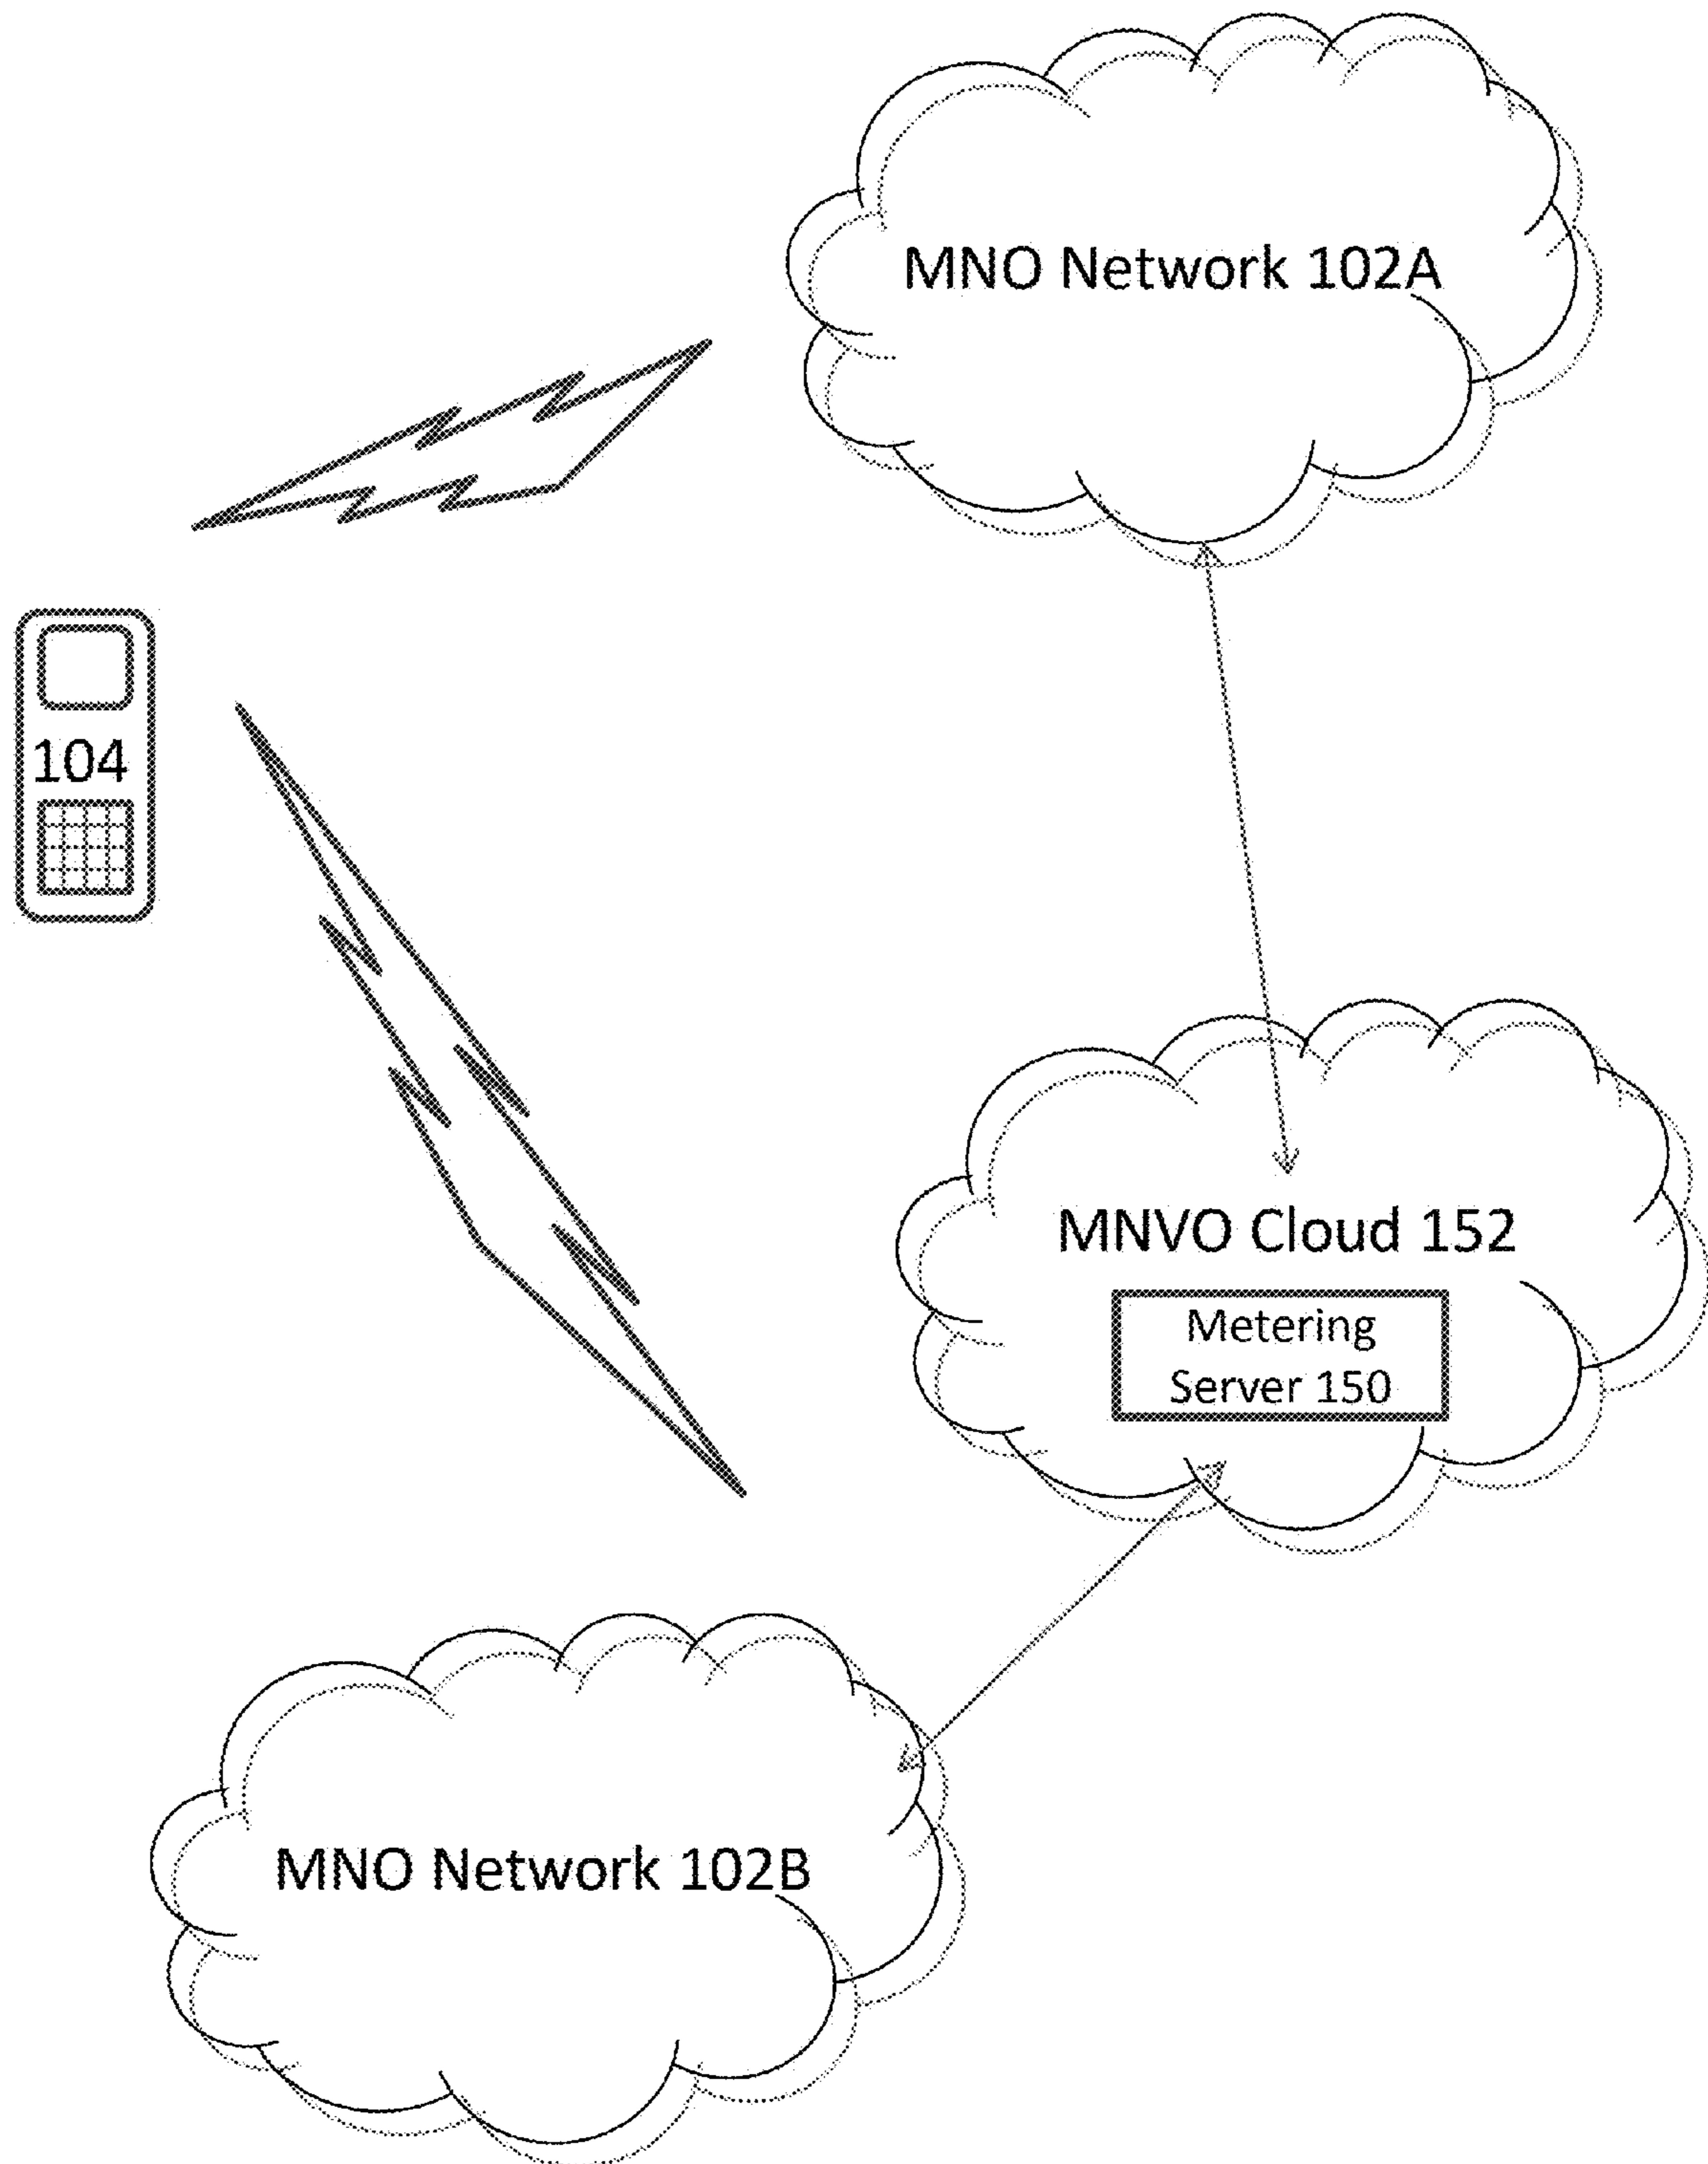 MNO Network 102A
104
MNVO Cloud 152
Metering
Server 150
MNO Network 102B